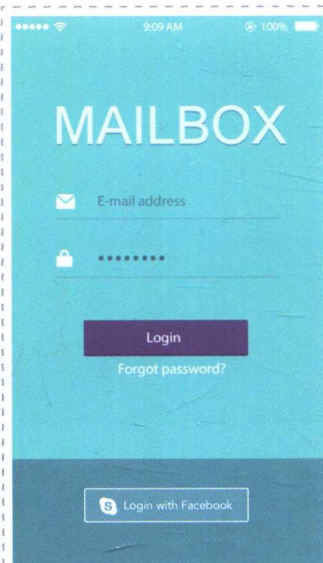 9:09 AM 100%
MAILBOX
E-mail address
Login
Forgot password?
S Login with Facebook